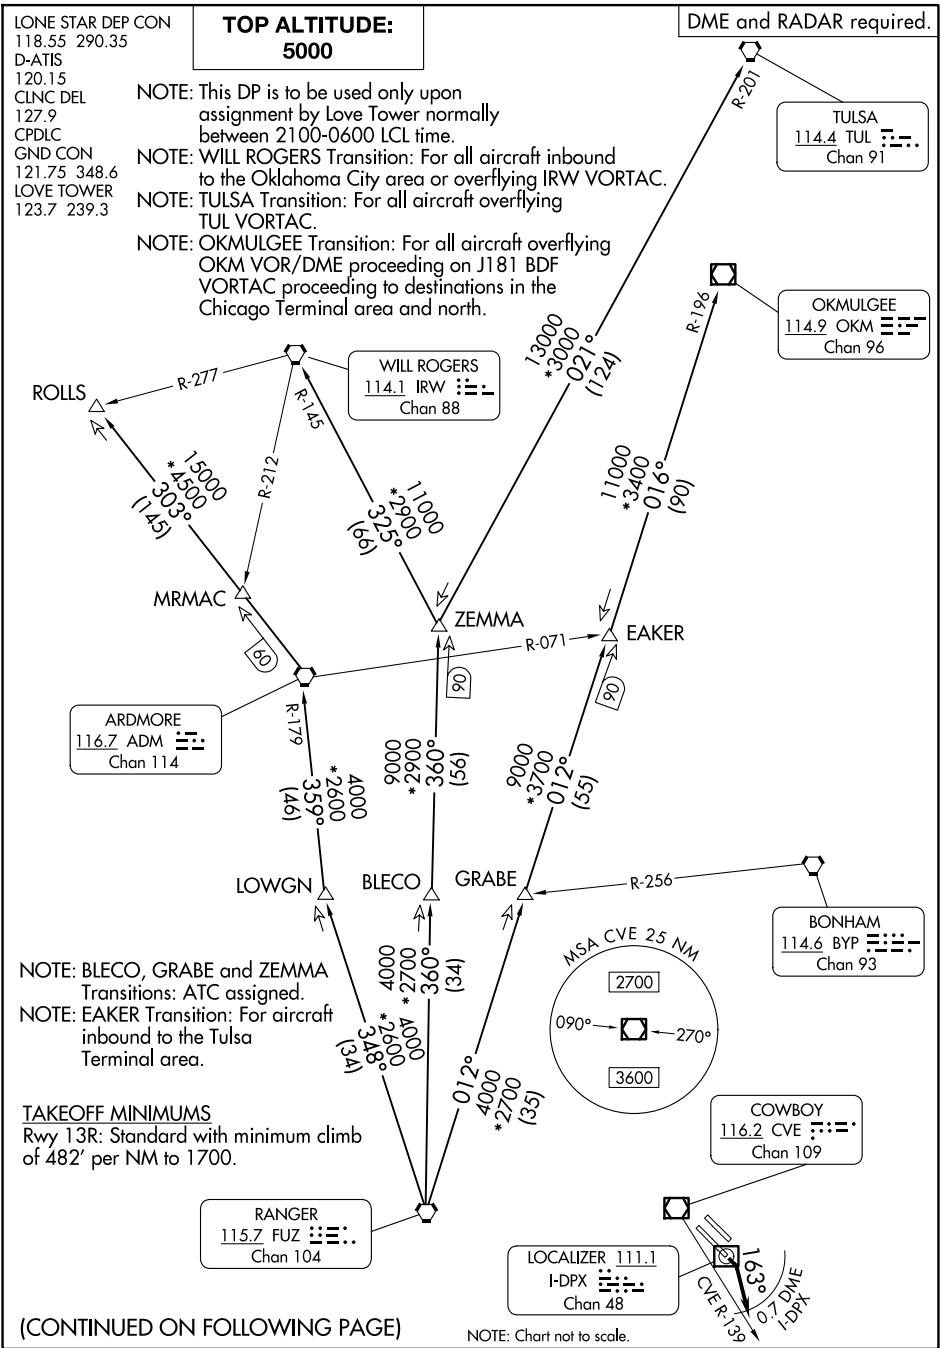 LONE STAR DEP CON
118.55 290.35
D-ATIS
120.15
CLNC DEL
127.9
CPDLC
GND CON
121.75 348.6
LOVE TOWER
123.7 239.3
TOP ALTITUDE:
5000
DME and RADAR required.
NOTE: This DP is to be used only upon
assignment by Love Tower normally
between 2100-0600 LCL time.
NOTE: WILL ROGERS Transition: For all aircraft inbound
to the Oklahoma City area or overflying IRW VORTAC.
NOTE: TULSA Transition: For all aircraft overflying
TUL VORTAC.
NOTE: OKMULGEE Transition: For all aircraft overflying
OKM VOR/DME proceeding on J181 BDF
VORTAC proceeding to destinations in the
Chicago Terminal area and north.
R-201
TULSA
114.4 TUL
Chan 91
R-196
OKMULGEE
114.9 OKM
Chan 96
13000
*3000
021°
(124)
WILL ROGERS
114.1 IRW
Chan 88
R-277
R-145
R-212
ROLLS
15000
*4500
303°
(145)
11000
*2900
325°
(66)
11000
*3400
016°
(90)
MRMAC
60
ZEMMA
90
EAKER
90
R-071
ARDMORE
116.7 ADM
Chan 114
R-179
4000
*2600
359°
(46)
9000
*2900
360°
(56)
9000
*3700
012°
(55)
LOWGN
BLECO
GRABE
R-256
BONHAM
114.6 BYP
Chan 93
MSA CVE 25 NM
2700
090°
270°
3600
NOTE: BLECO, GRABE and ZEMMA
Transitions: ATC assigned.
NOTE: EAKER Transition: For aircraft
inbound to the Tulsa
Terminal area.
4000
*2600
348°
(34)
4000
*2700
360°
(34)
012°
4000
*2700
(35)
TAKEOFF MINIMUMS
Rwy 13R: Standard with minimum climb
of 482' per NM to 1700.
COWBOY
116.2 CVE
Chan 109
RANGER
115.7 FUZ
Chan 104
LOCALIZER 111.1
I-DPX
Chan 48
163°
CVE R-139
0.7 DME
I-DPX
(CONTINUED ON FOLLOWING PAGE)
NOTE: Chart not to scale.